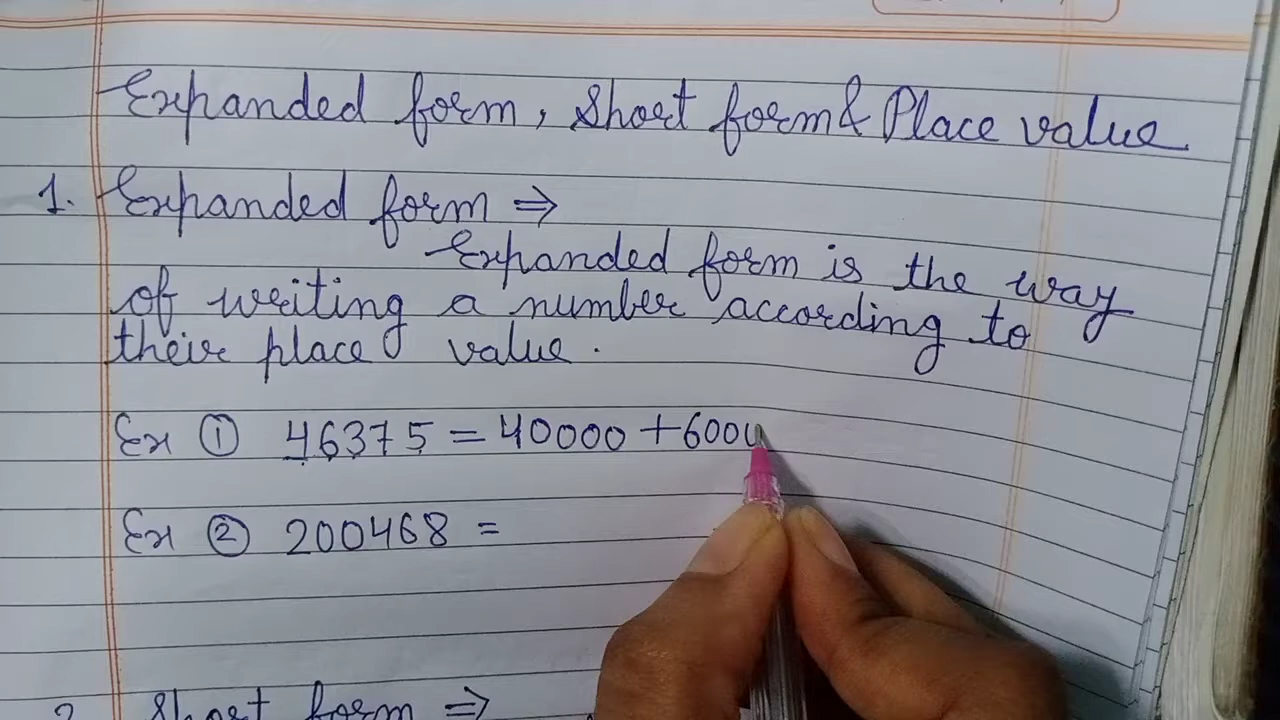 Expanded form, Short form & Place value
1. Expanded form ⇒
Expanded form is the way
of writing a number according to
their place value.
Ex ① 46375 = 40000 + 6000
Ex ② 200468 =
2. Short form ⇒